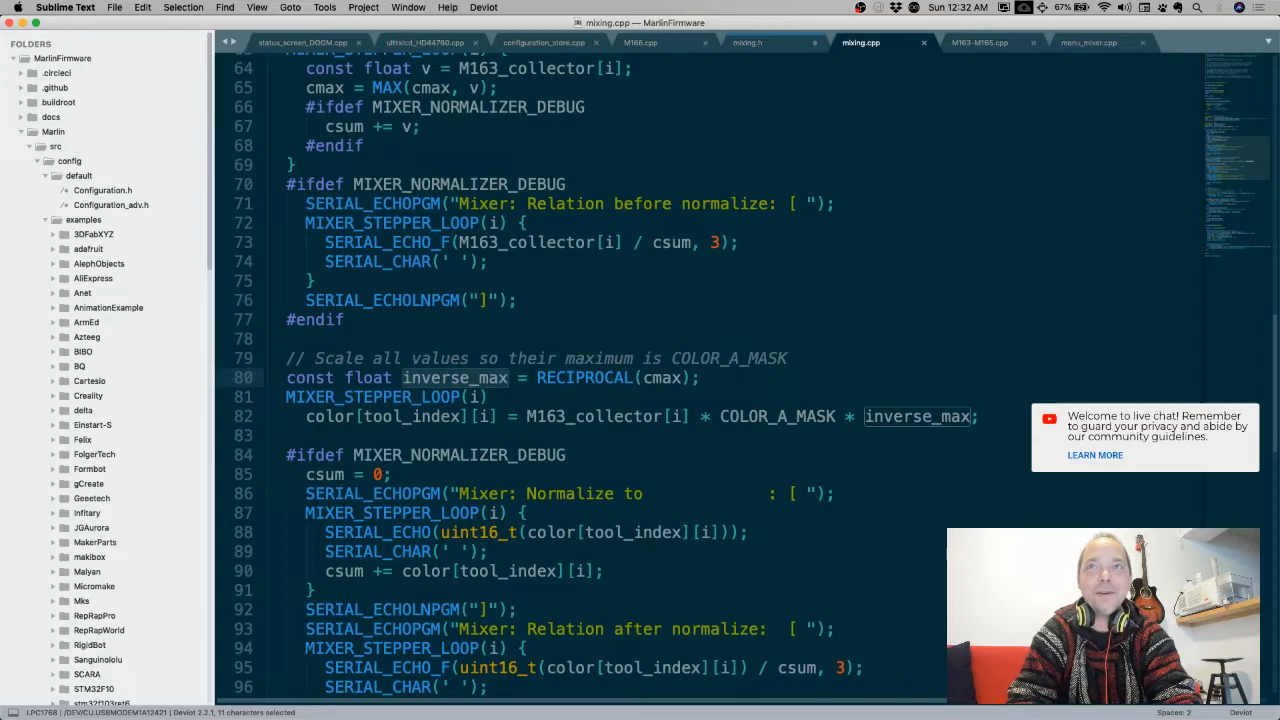 Sublime Text File Edit Selection Find View Goto Tools Project Window Help 67% Sun 12:32 AM
mixing.cpp — MarlinFirmware
FOLDERS
MarlinFirmware
.circleci
.github
buildroot
docs
Marlin
src
config
default
Configuration.h
Configuration_adv.h
examples
3DFabXYZ
adafruit
AlephObjects
AliExpress
Anet
AnimationExample
ArmEd
Azteeg
BIBO
BQ
Cartesio
Creality
delta
Einstart-S
Felix
FolgerTech
Formbot
gCreate
Geeetech
Infitary
JGAurora
MakerParts
makibox
Malyan
Micromake
Mks
RepRapPro
RepRapWorld
RigidBot
Sanguinololu
SCARA
STM32F10
stm32f103ret6
status_screen_DOGM.cpp ultralcd_HD44780.cpp configuration_store.cpp M166.cpp mixing.h mixing.cpp M163-M165.cpp menu_mixer.cpp
64 const float v = M163_collector[i];
65 cmax = MAX(cmax, v);
66 #ifdef MIXER_NORMALIZER_DEBUG
67 csum += v;
68 #endif
69 }
70 #ifdef MIXER_NORMALIZER_DEBUG
71 SERIAL_ECHOPGM("Mixer: Relation before normalize: [ ");
72 MIXER_STEPPER_LOOP(i) {
73 SERIAL_ECHO_F(M163_collector[i] / csum, 3);
74 SERIAL_CHAR(' ');
75 }
76 SERIAL_ECHOLNPGM("]");
77 #endif
78
79 // Scale all values so their maximum is COLOR_A_MASK
80 const float inverse_max = RECIPROCAL(cmax);
81 MIXER_STEPPER_LOOP(i)
82 color[tool_index][i] = M163_collector[i] * COLOR_A_MASK * inverse_max;
83
84 #ifdef MIXER_NORMALIZER_DEBUG
85 csum = 0;
86 SERIAL_ECHOPGM("Mixer: Normalize to : [ ");
87 MIXER_STEPPER_LOOP(i) {
88 SERIAL_ECHO(uint16_t(color[tool_index][i]));
89 SERIAL_CHAR(' ');
90 csum += color[tool_index][i];
91 }
92 SERIAL_ECHOLNPGM("]");
93 SERIAL_ECHOPGM("Mixer: Relation after normalize: [ ");
94 MIXER_STEPPER_LOOP(i) {
95 SERIAL_ECHO_F(uint16_t(color[tool_index][i]) / csum, 3);
96 SERIAL_CHAR(' ');
Welcome to live chat! Remember
to guard your privacy and abide by
our community guidelines.
LEARN MORE
LPC1768 | /DEV/CU.USBMODEM1A12421 | Deviot 2.2.1, 11 characters selected Spaces: 2 Deviot